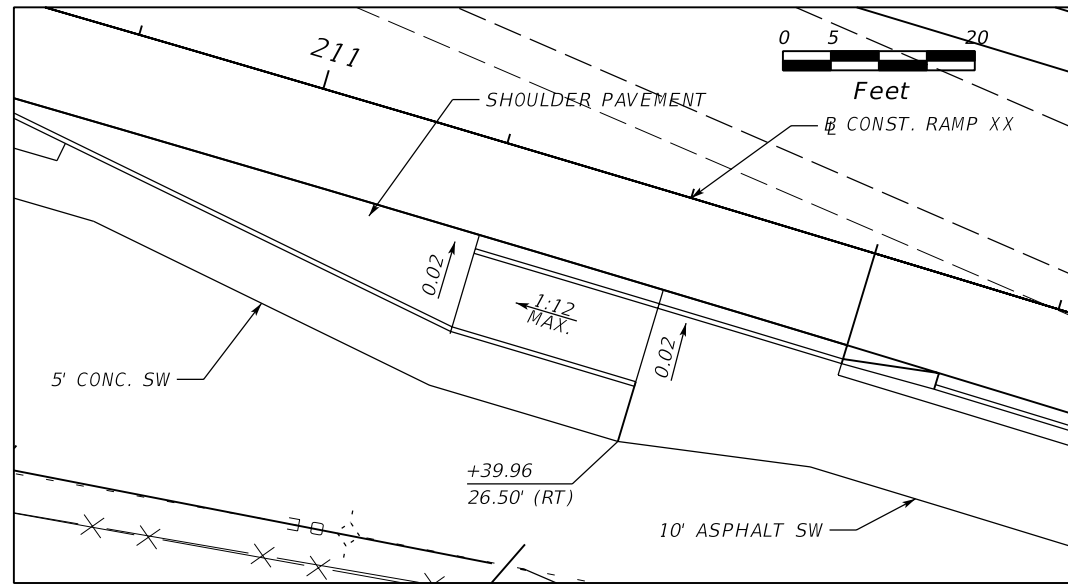 211
0 5 20
Feet
SHOULDER PAVEMENT
BL CONST. RAMP XX
0.02
1:12
MAX.
0.02
5' CONC. SW
+39.96
26.50' (RT)
10' ASPHALT SW